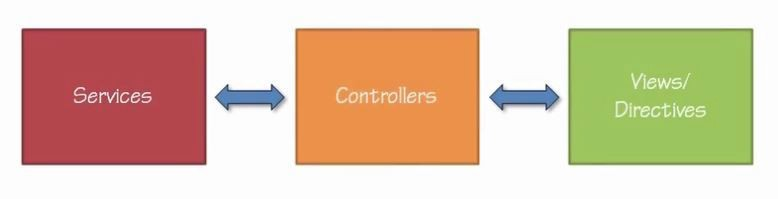 Services
Controllers
Views/
Directives